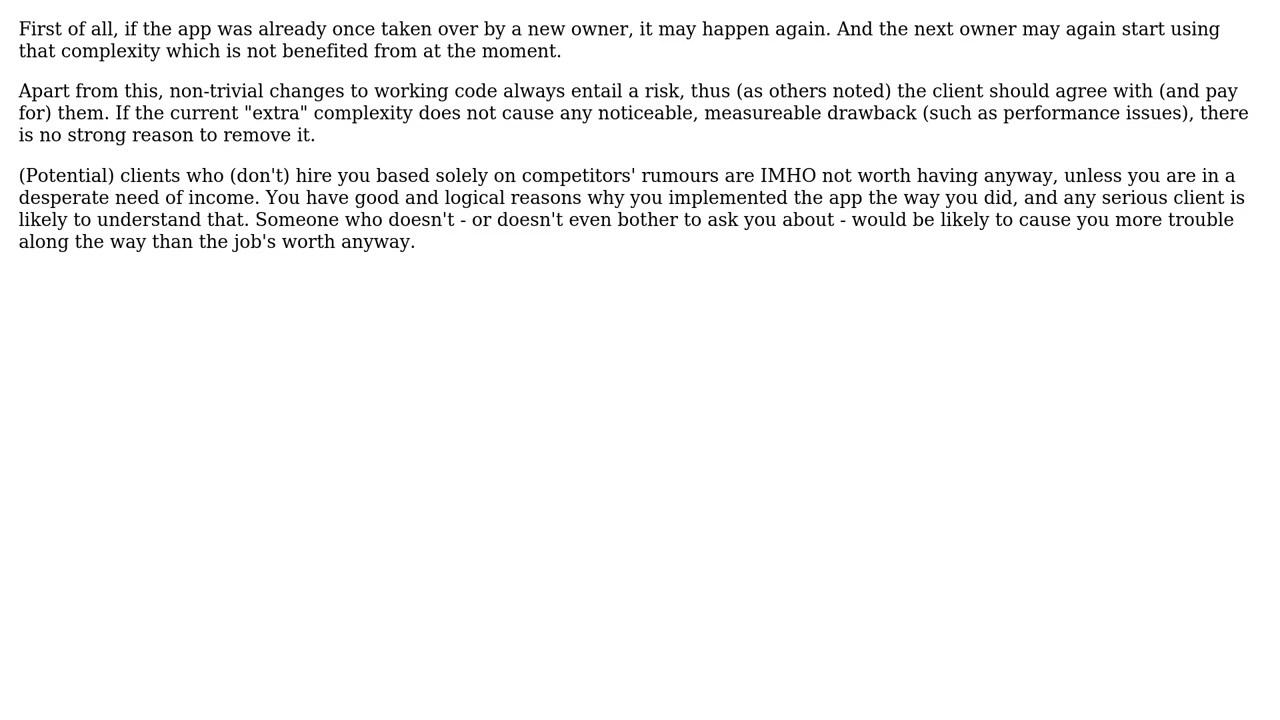 First of all, if the app was already once taken over by a new owner, it may happen again. And the next owner may again start using
that complexity which is not benefited from at the moment.
Apart from this, non-trivial changes to working code always entail a risk, thus (as others noted) the client should agree with (and pay
for) them. If the current "extra" complexity does not cause any noticeable, measureable drawback (such as performance issues), there
is no strong reason to remove it.
(Potential) clients who (don't) hire you based solely on competitors' rumours are IMHO not worth having anyway, unless you are in a
desperate need of income. You have good and logical reasons why you implemented the app the way you did, and any serious client is
likely to understand that. Someone who doesn't - or doesn't even bother to ask you about - would be likely to cause you more trouble
along the way than the job's worth anyway.